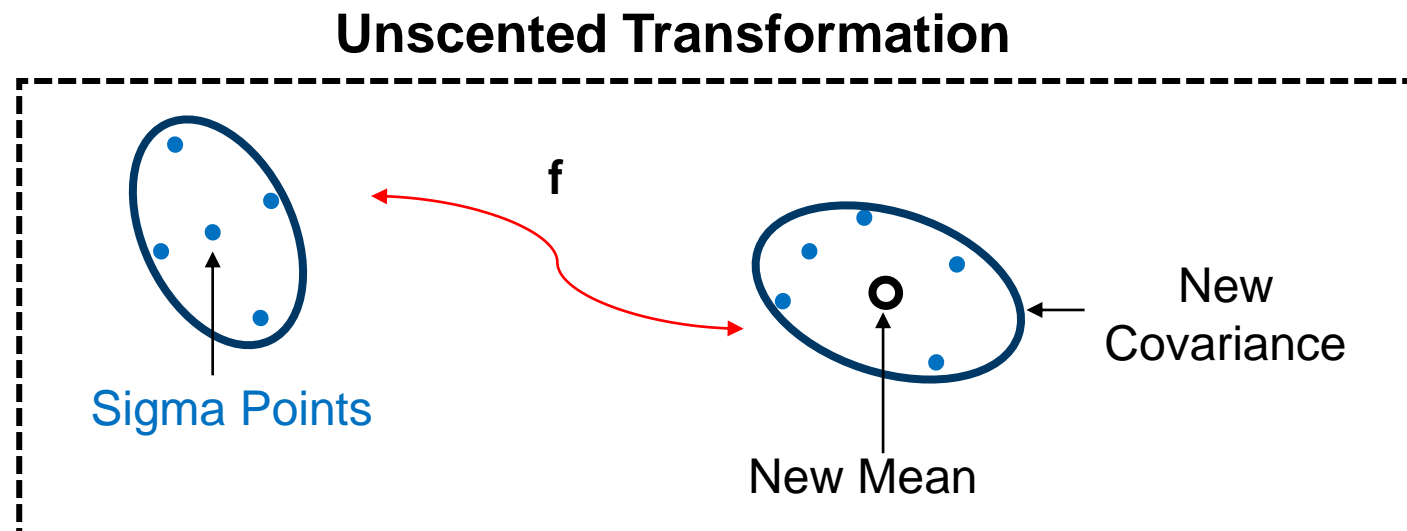 Unscented Transformation
f
New
Covariance
Sigma Points
New Mean